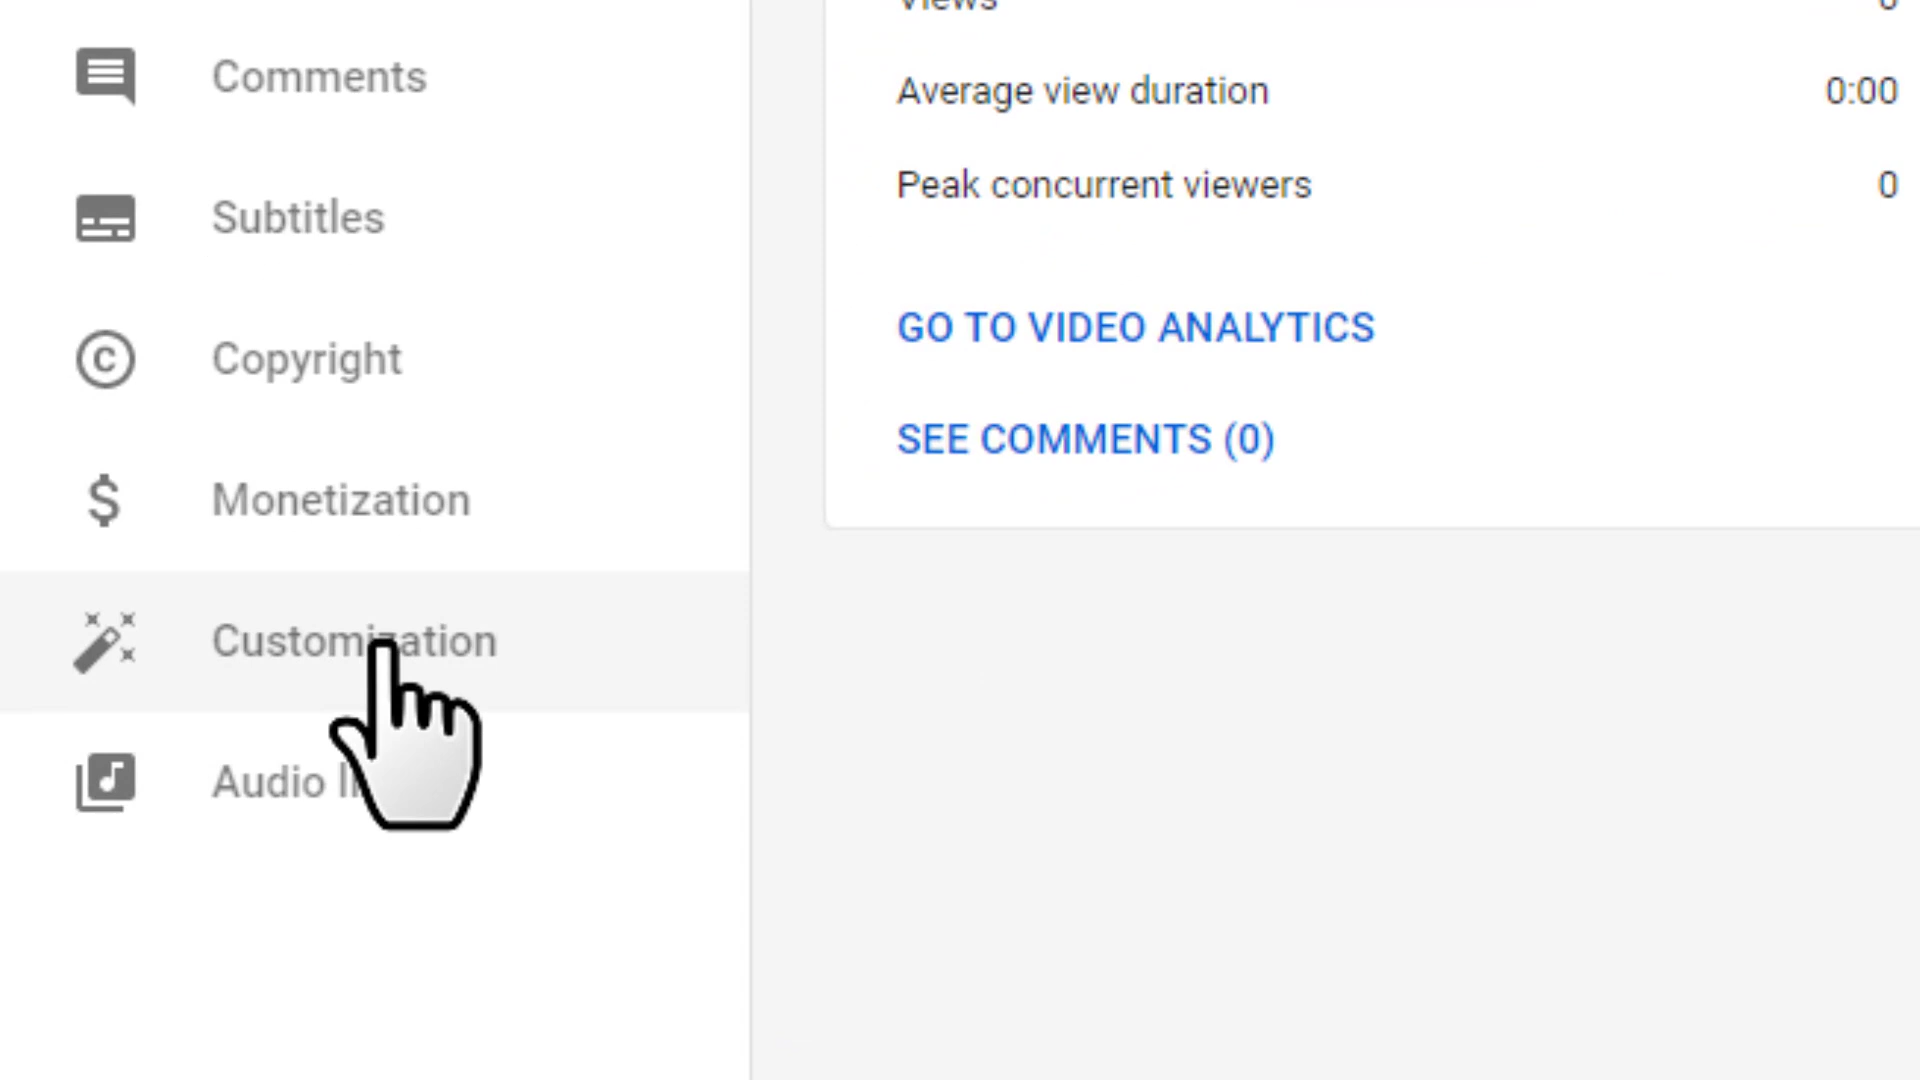 Comments
Subtitles
Copyright
Monetization
Customization
Audio
Views
Average view duration 0:00
Peak concurrent viewers 0
GO TO VIDEO ANALYTICS
SEE COMMENTS (0)